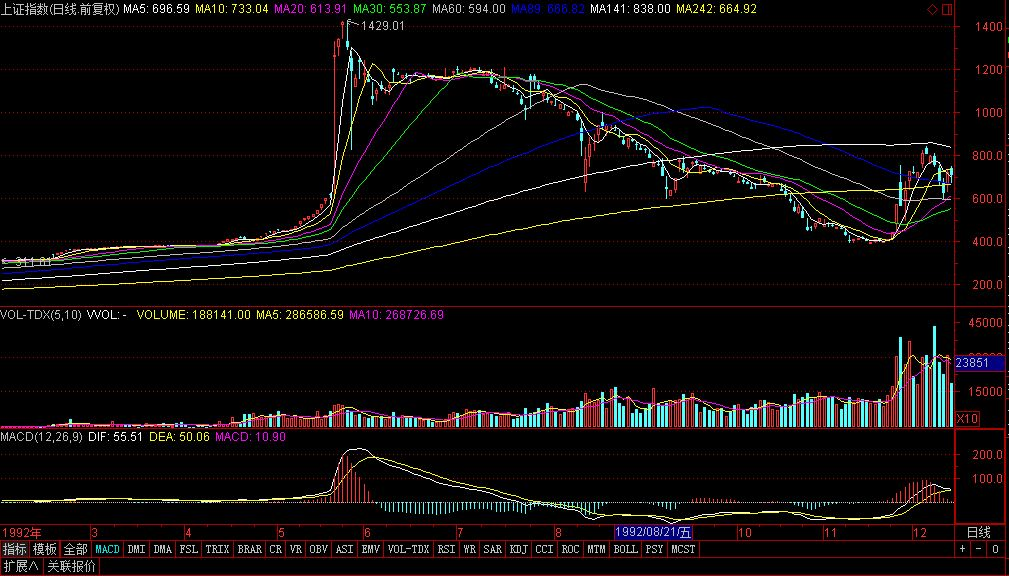 上证指数(日线.前复权) MA5: 696.59 MA10: 733.04 MA20: 613.91 MA30: 553.87 MA60: 594.00 MA89: 666.82 MA141: 838.00 MA242: 664.92
1429.01
1400
1200
1000
800.0
600.0
400.0
200.0
VOL-TDX(5,10) VVOL: - VOLUME: 188141.00 MA5: 286586.59 MA10: 268726.69
45000
23851
15000
X10
MACD(12,26,9) DIF: 55.51 DEA: 50.06 MACD: 10.90
200.0
100.0
1992年 3 4 5 6 7 8 1992/08/21/五 10 11 12 日线
指标 模板 全部 MACD DMI DMA FSL TRIX BRAR CR VR OBV ASI EMV VOL-TDX RSI WR SAR KDJ CCI ROC MTM BOLL PSY MCST + - 0
扩展∧ 关联报价